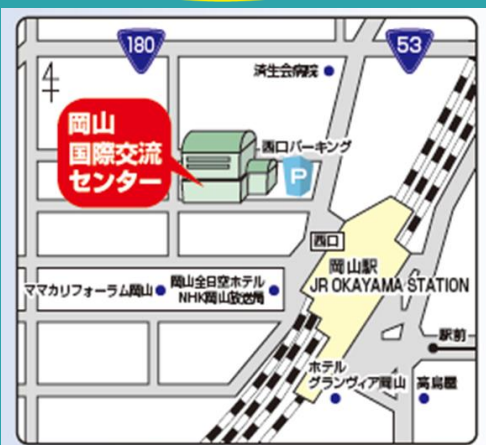 180
53
済生会病院
岡山
国際交流
センター
西口パーキング
P
西口
岡山駅
JR OKAYAMA STATION
ママカリフォーラム岡山
岡山全日空ホテル
NHK岡山放送局
駅前
ホテル
グランヴィア岡山
高島屋